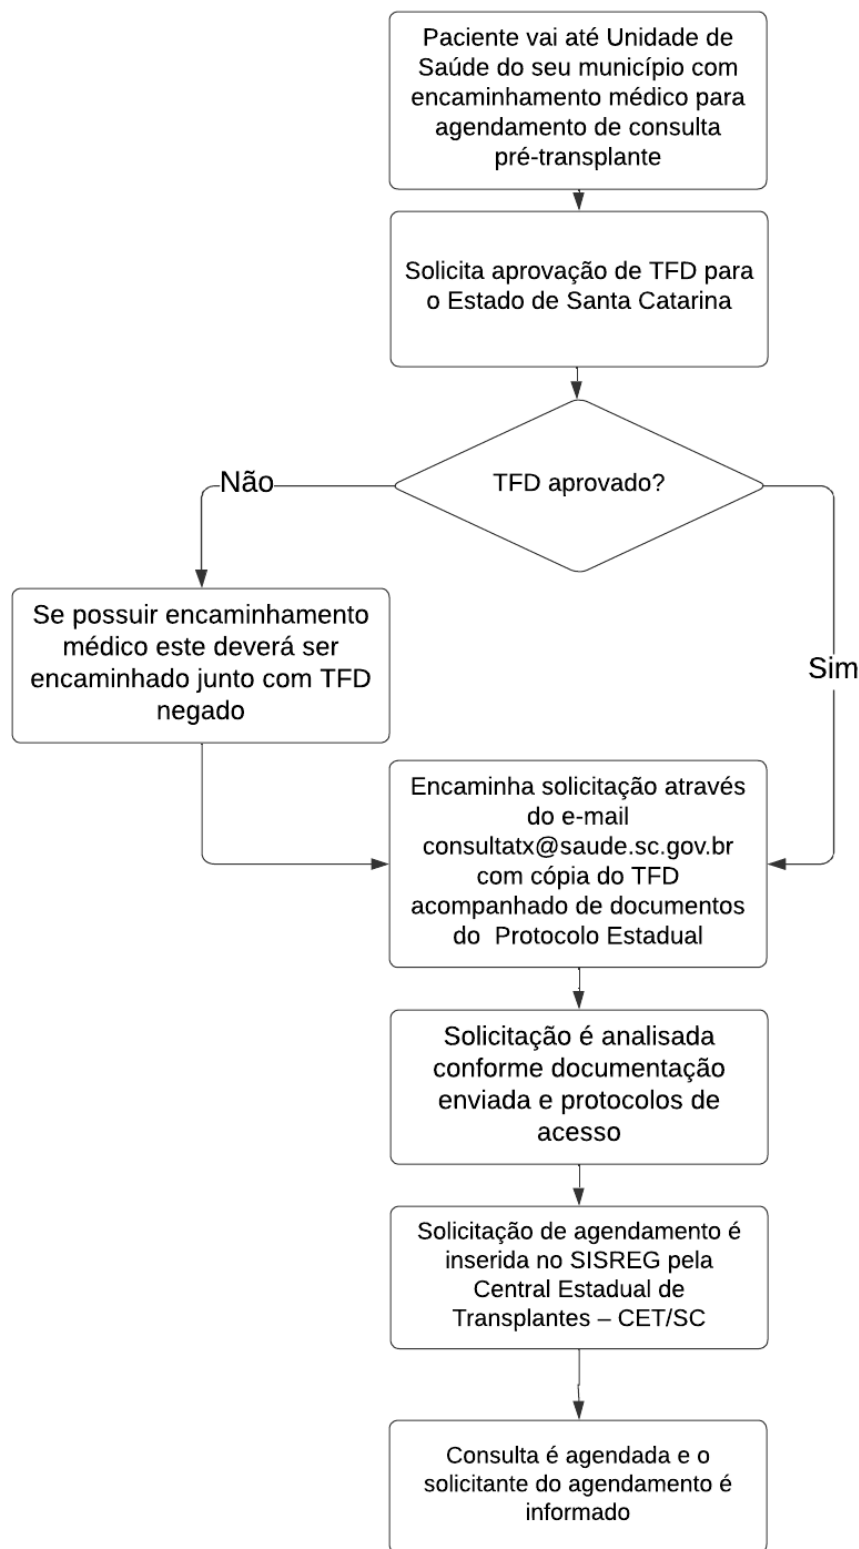 Paciente vai até Unidade de
Saúde do seu município com
encaminhamento médico para
agendamento de consulta
pré-transplante
Solicita aprovação de TFD para
o Estado de Santa Catarina
TFD aprovado?
Não
Sim
Se possuir encaminhamento
médico este deverá ser
encaminhado junto com TFD
negado
Encaminha solicitação através
do e-mail
consultatx@saude.sc.gov.br
com cópia do TFD
acompanhado de documentos
do  Protocolo Estadual
Solicitação é analisada
conforme documentação
enviada e protocolos de
acesso
Solicitação de agendamento é
inserida no SISREG pela
Central Estadual de
Transplantes – CET/SC
Consulta é agendada e o
solicitante do agendamento é
informado